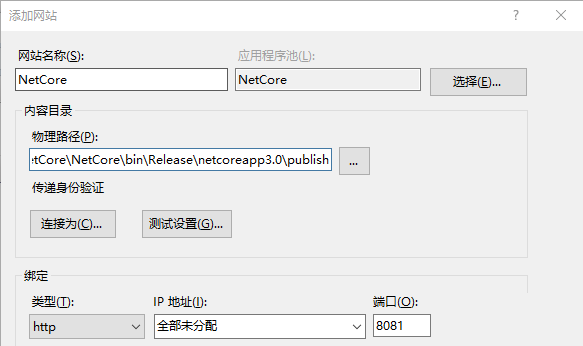 添加网站
网站名称(S):
应用程序池(L):
NetCore
NetCore
选择(E)...
内容目录
物理路径(P):
etCore\NetCore\bin\Release\netcoreapp3.0\publish
...
传递身份验证
连接为(C)...
测试设置(G)...
绑定
类型(T):
IP 地址(I):
端口(O):
http
全部未分配
8081